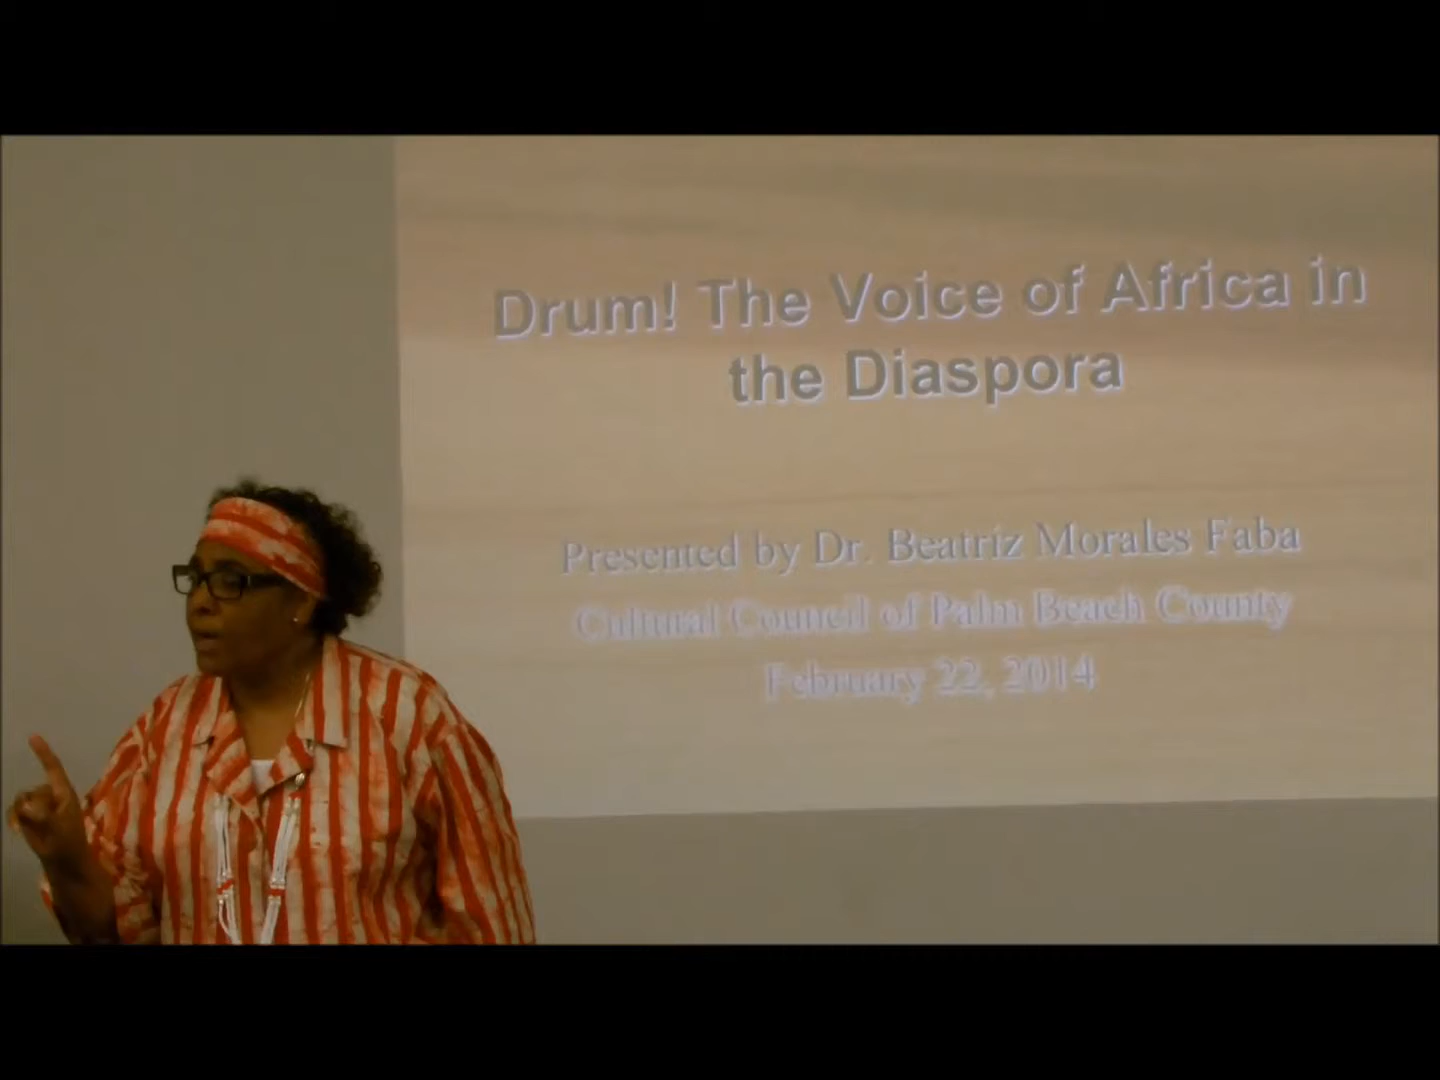 Drum! The Voice of Africa in
the Diaspora
Presented by Dr. Beatriz Morales Faba
Cultural Council of Palm Beach County
February 22, 2014